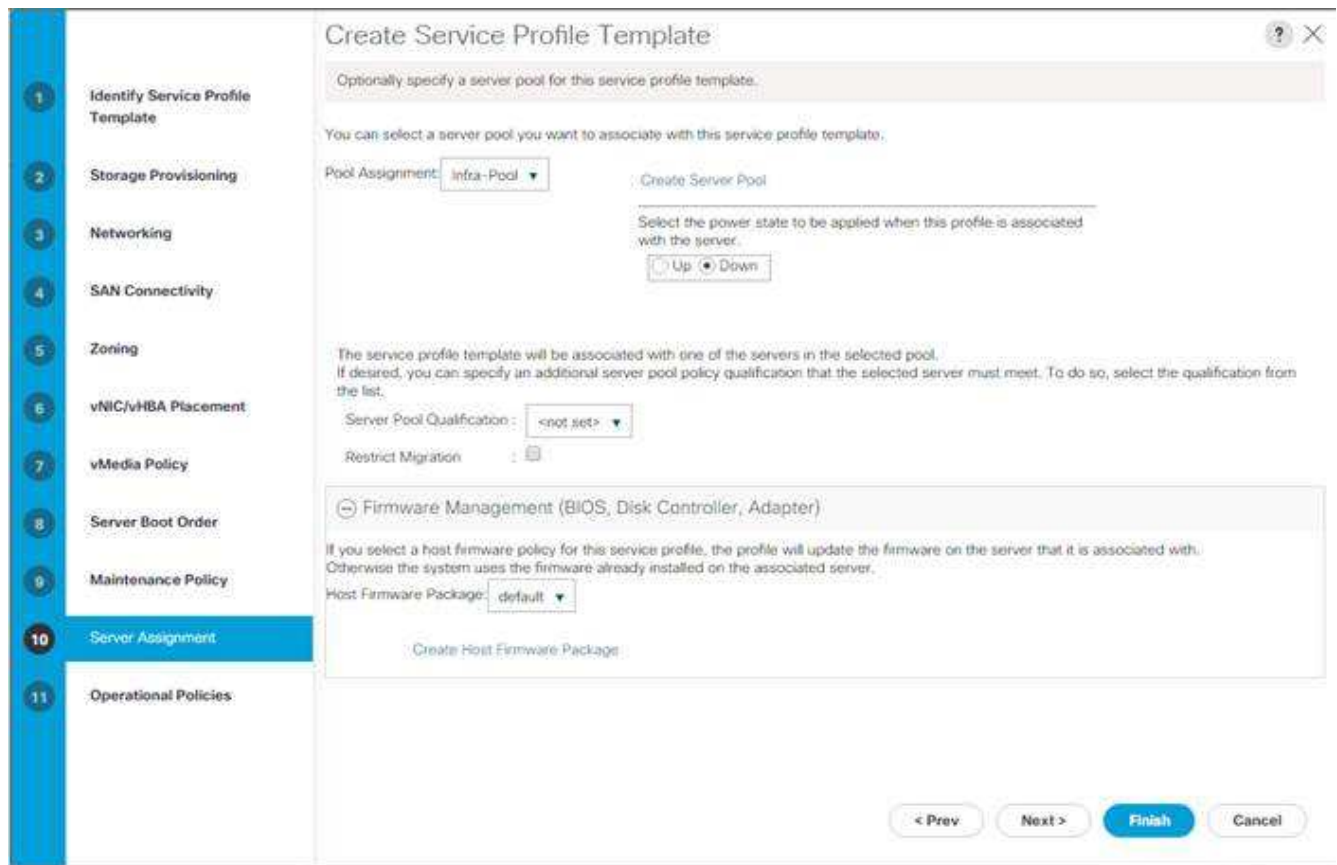 Create Service Profile Template
?
Optionally specify a server pool for this service profile template.
1
Identify Service Profile
Template
2
Storage Provisioning
3
Networking
4
SAN Connectivity
5
Zoning
6
vNIC/vHBA Placement
7
vMedia Policy
8
Server Boot Order
9
Maintenance Policy
10
Server Assignment
11
Operational Policies
You can select a server pool you want to associate with this service profile template.
Pool Assignment: Infra-Pool
Create Server Pool
Select the power state to be applied when this profile is associated
with the server.
Up Down
The service profile template will be associated with one of the servers in the selected pool.
If desired, you can specify an additional server pool policy qualification that the selected server must meet. To do so, select the qualification from
the list.
Server Pool Qualification : <not set>
Restrict Migration :
Firmware Management (BIOS, Disk Controller, Adapter)
If you select a host firmware policy for this service profile, the profile will update the firmware on the server that it is associated with.
Otherwise the system uses the firmware already installed on the associated server.
Host Firmware Package: default
Create Host Firmware Package
< Prev
Next >
Finish
Cancel